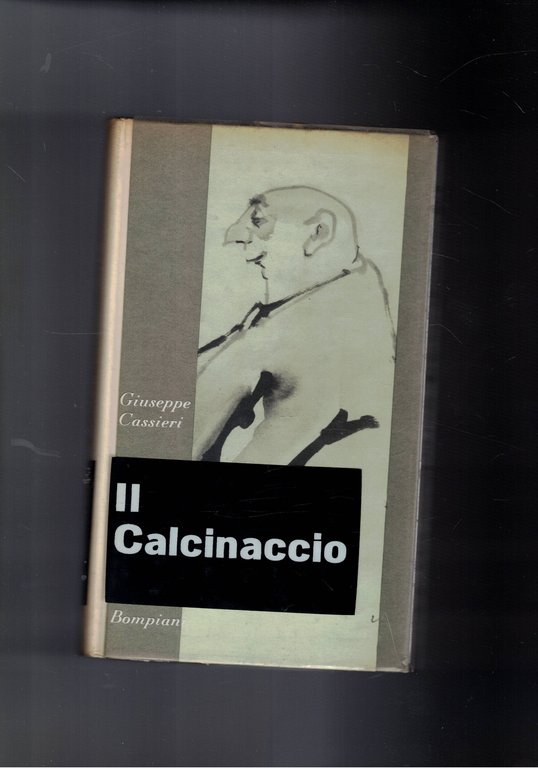 Giuseppe
Cassieri
Il
Calcinaccio
Bompiani